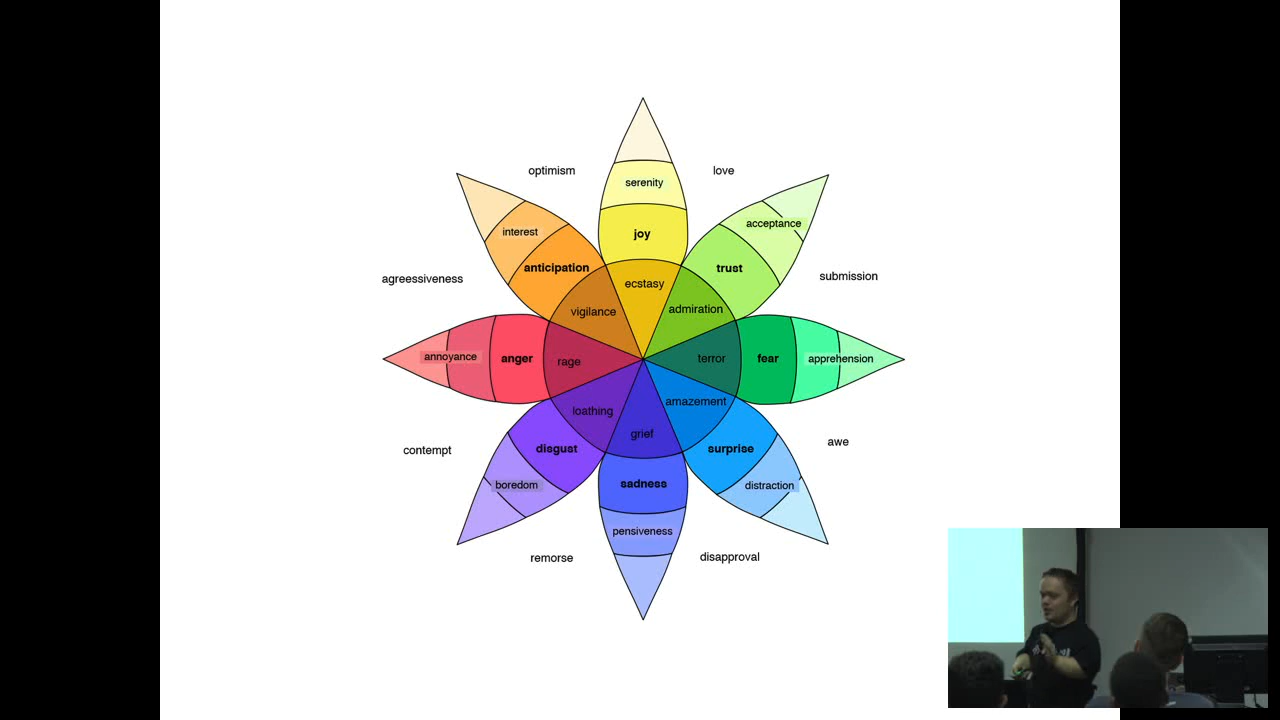 optimism
love
serenity
acceptance
interest
joy
anticipation
trust
agreessiveness
submission
ecstasy
vigilance
admiration
annoyance
anger
rage
terror
fear
apprehension
loathing
amazement
contempt
grief
awe
disgust
surprise
boredom
sadness
distraction
pensiveness
remorse
disapproval